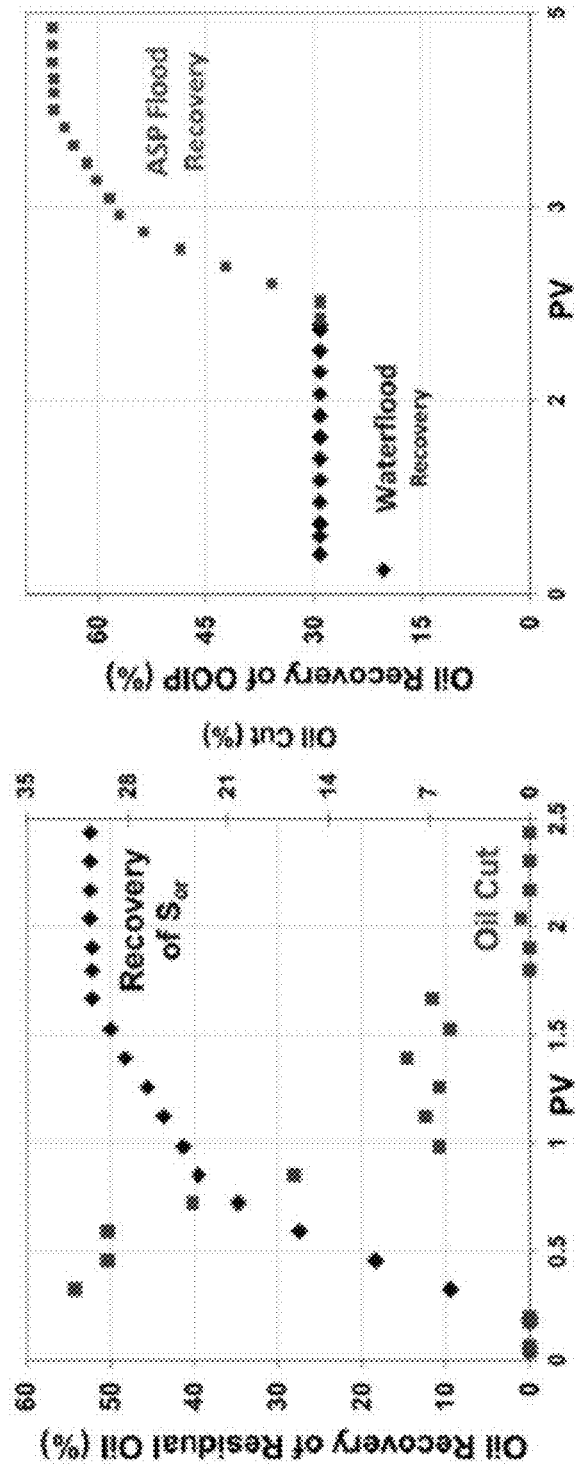 Oil Recovery of Residual Oil (%)
60
50
40
30
20
10
0
Recovery
of Sor
Oil Cut
35
28
21
14
7
0
Oil Cut (%)
0
0.5
1
1.5
2
2.5
PV
Oil Recovery of OOIP (%)
60
45
30
15
0
ASP Flood
Recovery
Waterflood
Recovery
0
2
3
5
PV